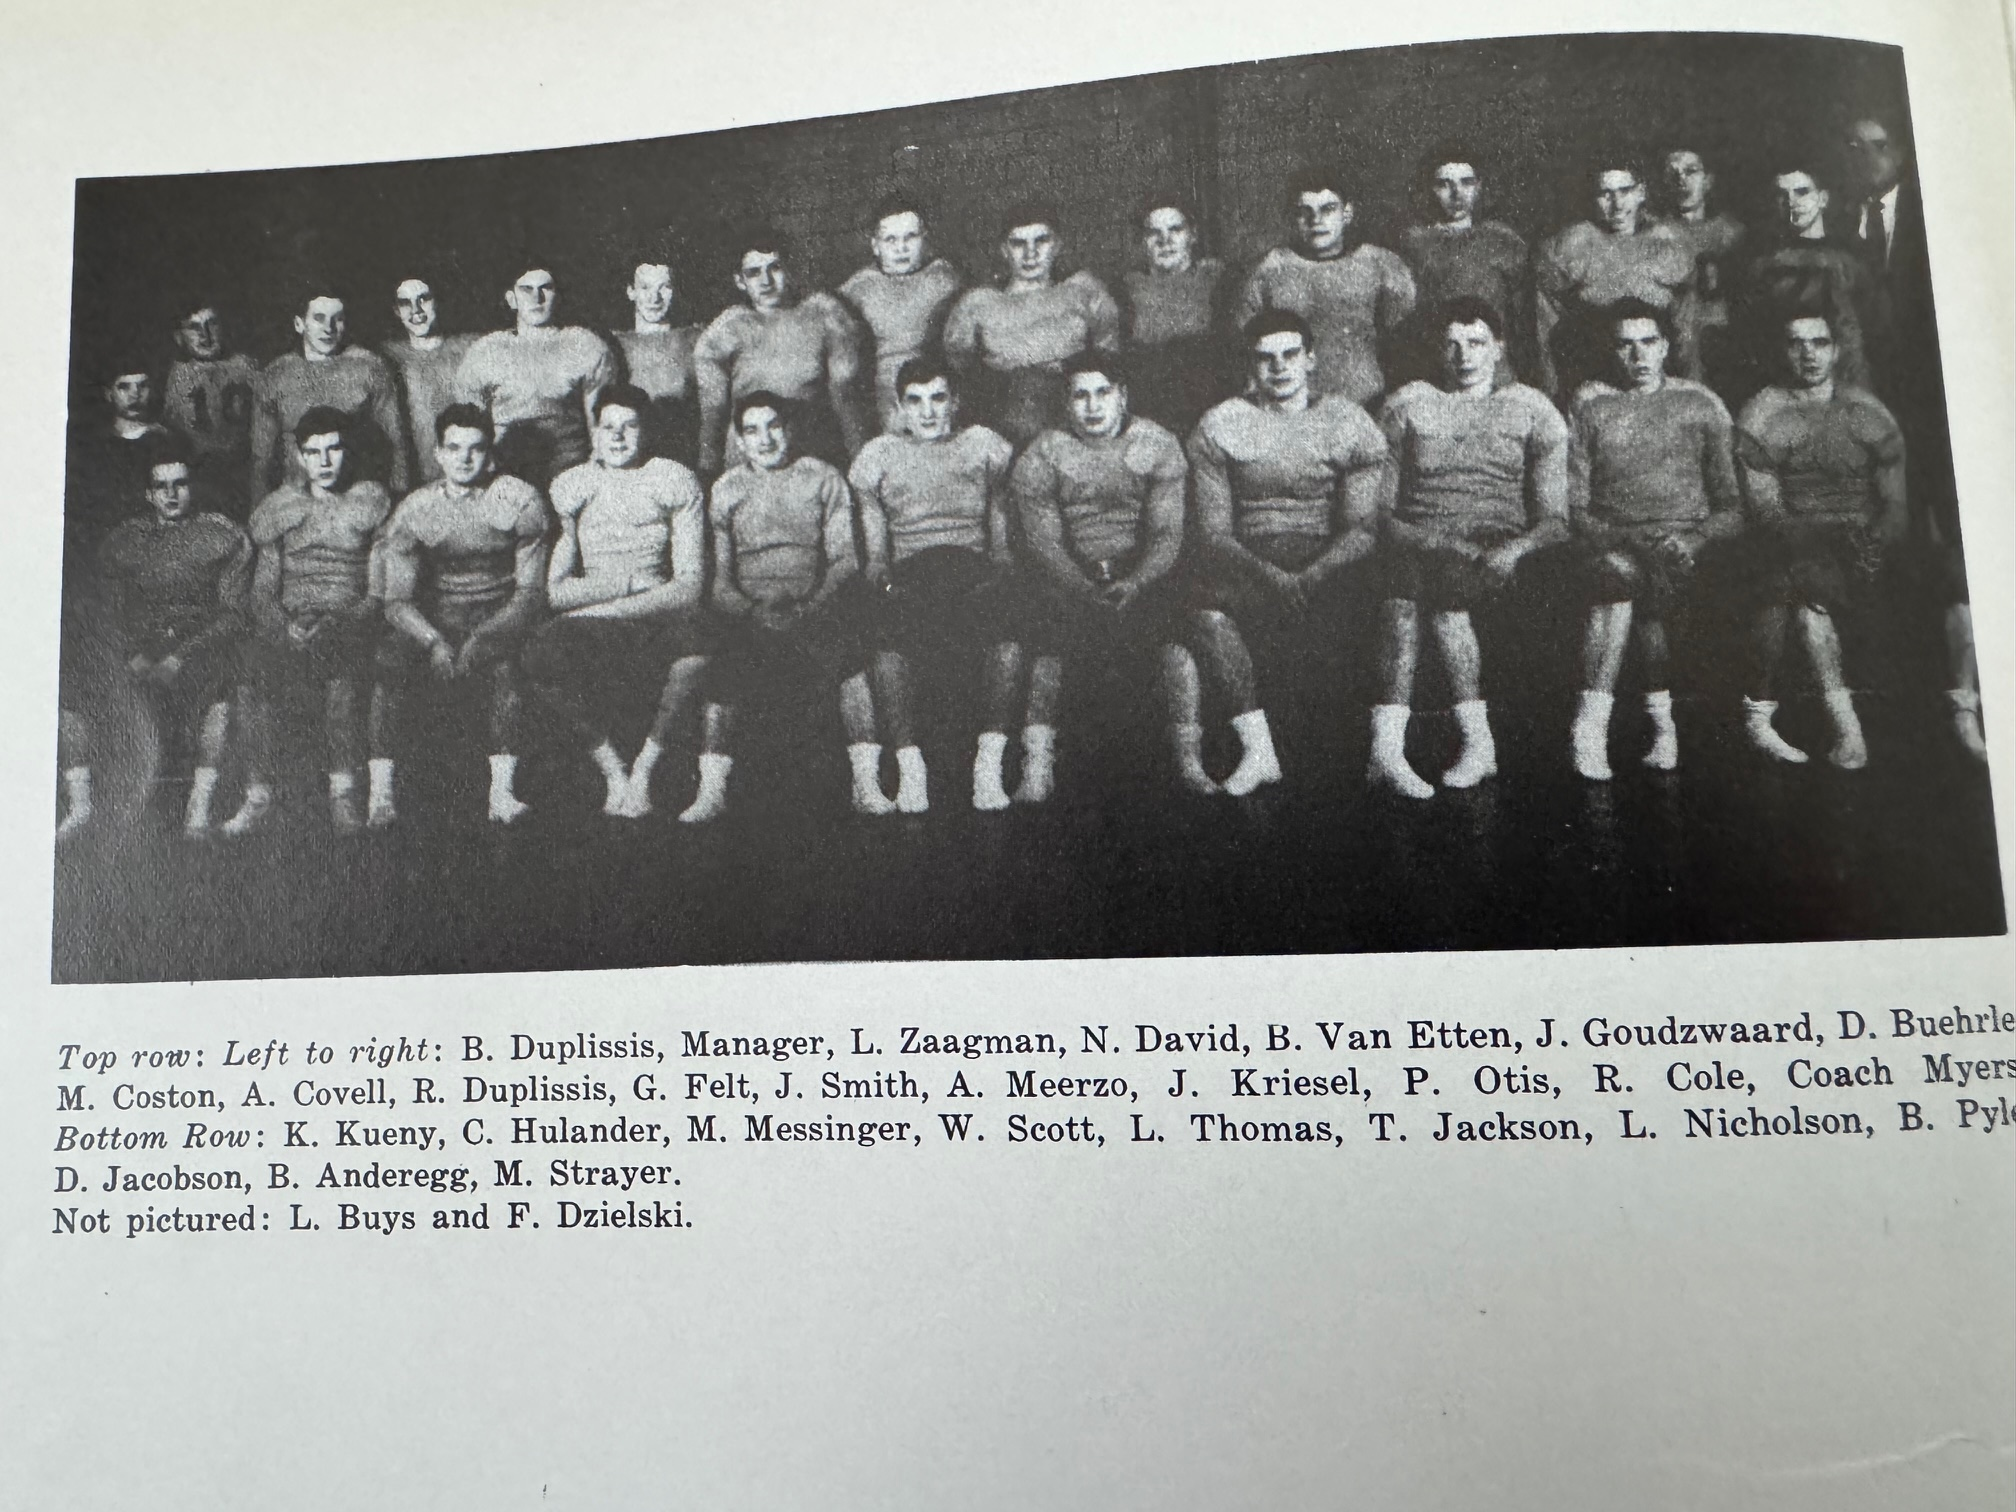 10
Top row: Left to right: B. Duplissis, Manager, L. Zaagman, N. David, B. Van Etten, J. Goudzwaard, D. Buehrle
M. Coston, A. Covell, R. Duplissis, G. Felt, J. Smith, A. Meerzo, J. Kriesel, P. Otis, R. Cole, Coach Myers
Bottom Row: K. Kueny, C. Hulander, M. Messinger, W. Scott, L. Thomas, T. Jackson, L. Nicholson, B. Pyle
D. Jacobson, B. Anderegg, M. Strayer.
Not pictured: L. Buys and F. Dzielski.